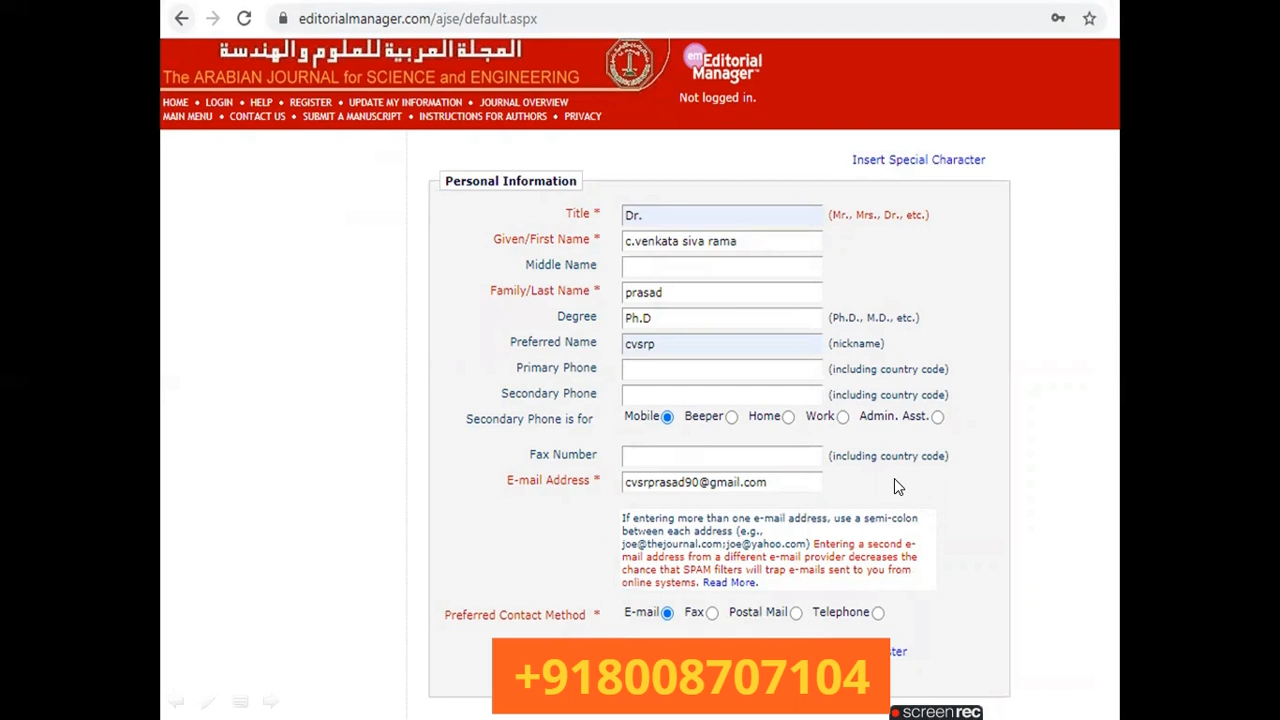 editorialmanager.com/ajse/default.aspx
المجلة العربية للعلوم والهندسة
The ARABIAN JOURNAL for SCIENCE and ENGINEERING
em Editorial
Manager™
Not logged in.
HOME • LOGIN • HELP • REGISTER • UPDATE MY INFORMATION • JOURNAL OVERVIEW
MAIN MENU • CONTACT US • SUBMIT A MANUSCRIPT • INSTRUCTIONS FOR AUTHORS • PRIVACY
Insert Special Character
Personal Information
Title * Dr. (Mr., Mrs., Dr., etc.)
Given/First Name * c.venkata siva rama
Middle Name
Family/Last Name * prasad
Degree Ph.D (Ph.D., M.D., etc.)
Preferred Name cvsrp (nickname)
Primary Phone (including country code)
Secondary Phone (including country code)
Secondary Phone is for Mobile Beeper Home Work Admin. Asst.
Fax Number (including country code)
E-mail Address * cvsrprasad90@gmail.com
If entering more than one e-mail address, use a semi-colon
between each address (e.g.,
joe@thejournal.com;joe@yahoo.com) Entering a second e-
mail address from a different e-mail provider decreases the
chance that SPAM filters will trap e-mails sent to you from
online systems. Read More.
Preferred Contact Method * E-mail Fax Postal Mail Telephone
+918008707104
screenrec